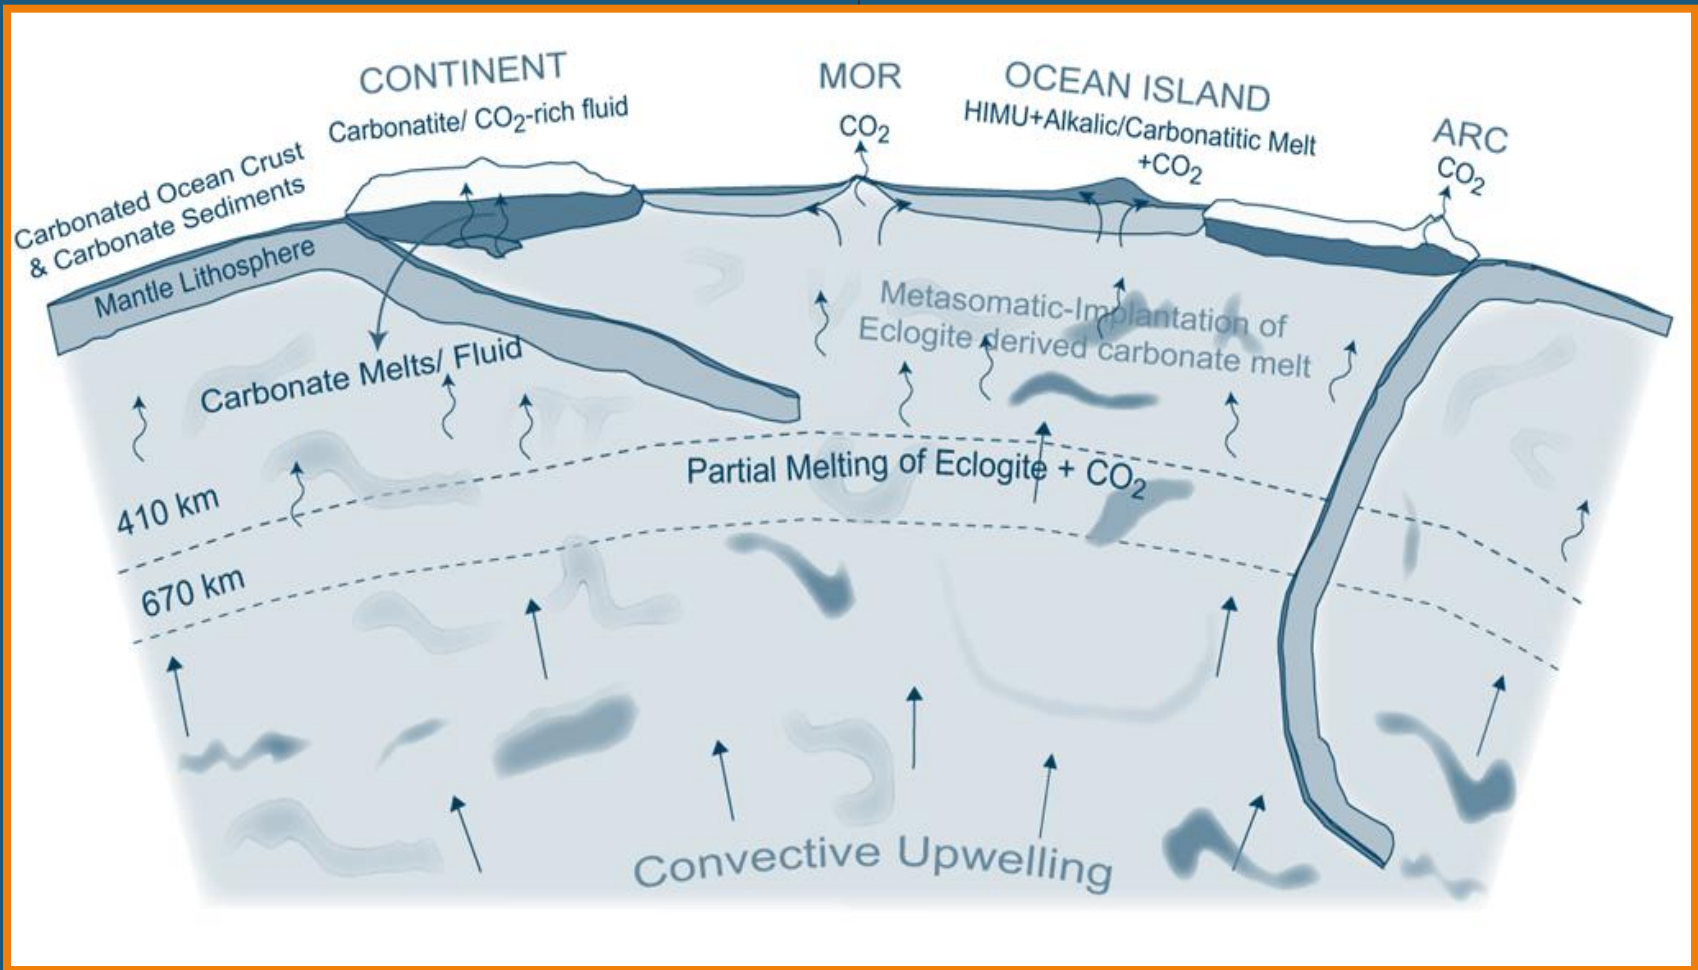 CONTINENT
Carbonatite/ CO2-rich fluid
MOR
CO2
OCEAN ISLAND
HIMU+Alkalic/Carbonatitic Melt
+CO2
ARC
CO2
Carbonated Ocean Crust
& Carbonate Sediments
Mantle Lithosphere
Metasomatic-Implantation of
Eclogite derived carbonate melt
Carbonate Melts/ Fluid
Partial Melting of Eclogite + CO2
410 km
670 km
Convective Upwelling